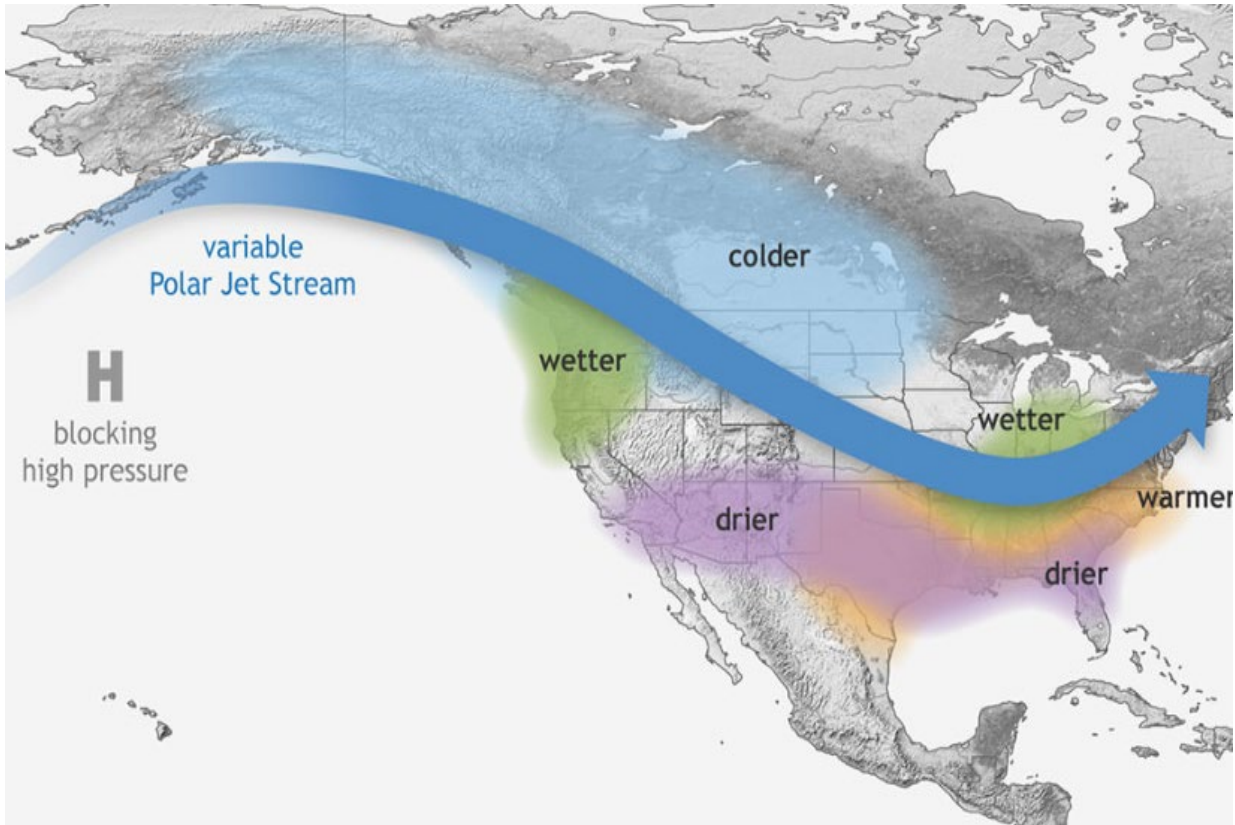 variable
Polar Jet Stream
colder
wetter
H
blocking
high pressure
wetter
warmer
drier
drier